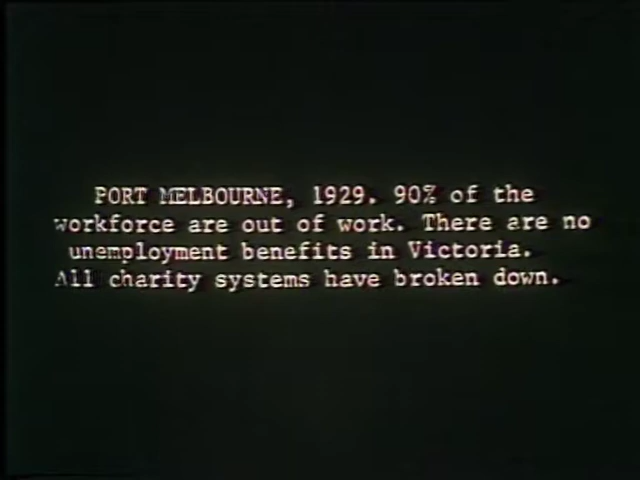 PORT MELBOURNE, 1929. 90% of the
workforce are out of work. There are no
unemployment benefits in Victoria.
All charity systems have broken down.